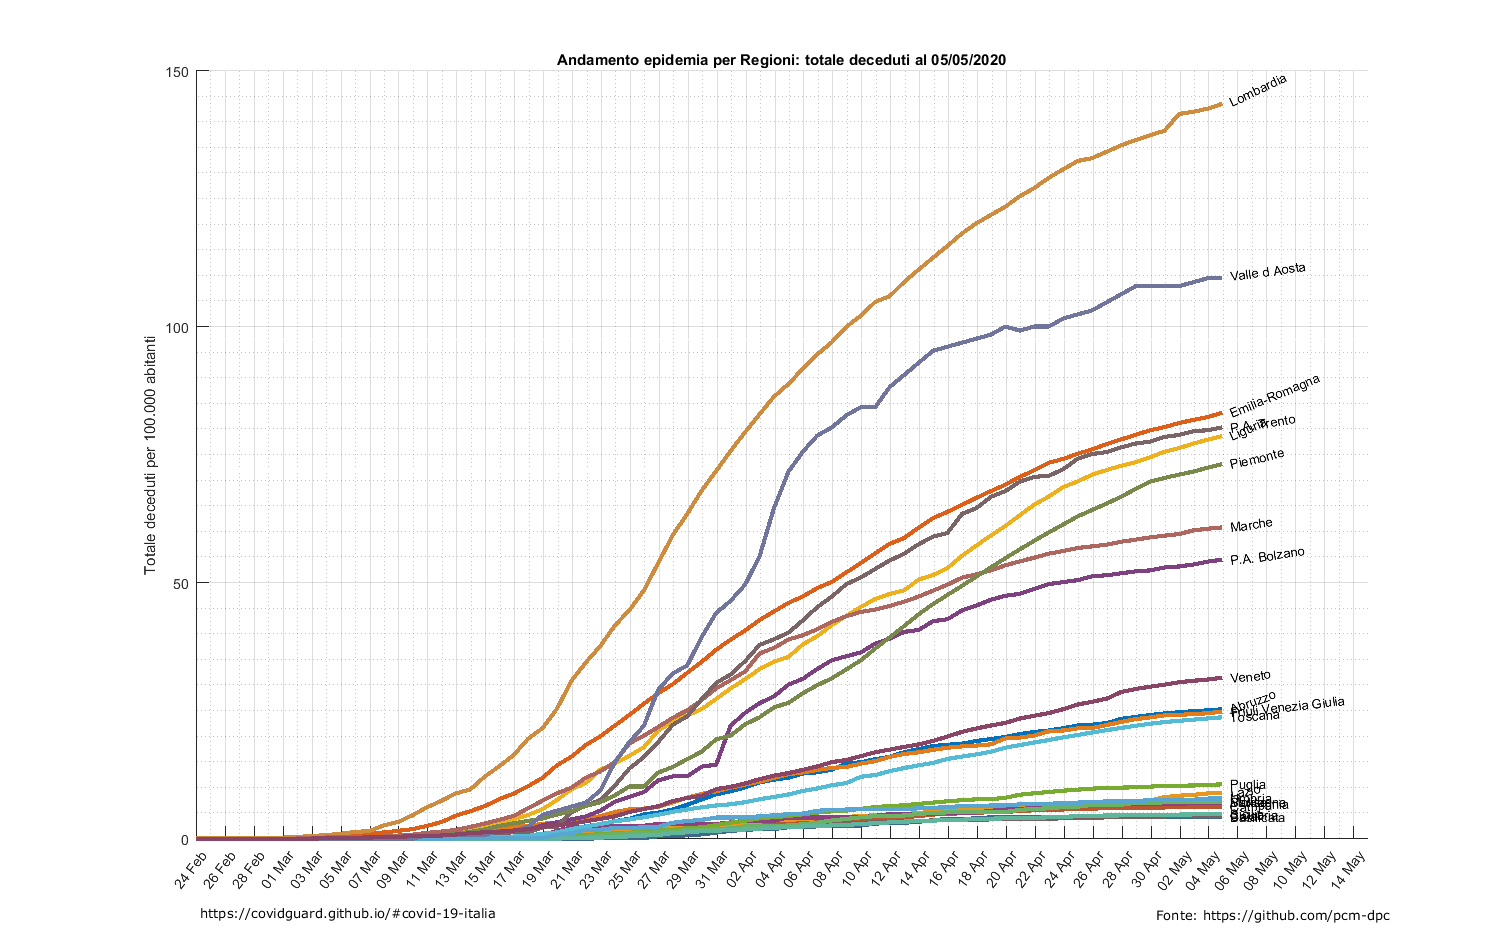 Andamento epidemia per Regioni: totale deceduti al 05/05/2020
150
100
50
0
Totale deceduti per 100.000 abitanti
Lombardia
Valle d Aosta
Emilia-Romagna
P.A. Trento
Liguria
Piemonte
Marche
P.A. Bolzano
Veneto
Abruzzo
Friuli Venezia Giulia
Toscana
Puglia
Lazio
24 Feb
26 Feb
28 Feb
01 Mar
03 Mar
05 Mar
07 Mar
09 Mar
11 Mar
13 Mar
15 Mar
17 Mar
19 Mar
21 Mar
23 Mar
25 Mar
27 Mar
29 Mar
31 Mar
02 Apr
04 Apr
06 Apr
08 Apr
10 Apr
12 Apr
14 Apr
16 Apr
18 Apr
20 Apr
22 Apr
24 Apr
26 Apr
28 Apr
30 Apr
02 May
04 May
06 May
08 May
10 May
12 May
14 May
https://covidguard.github.io/#covid-19-italia
Fonte: https://github.com/pcm-dpc